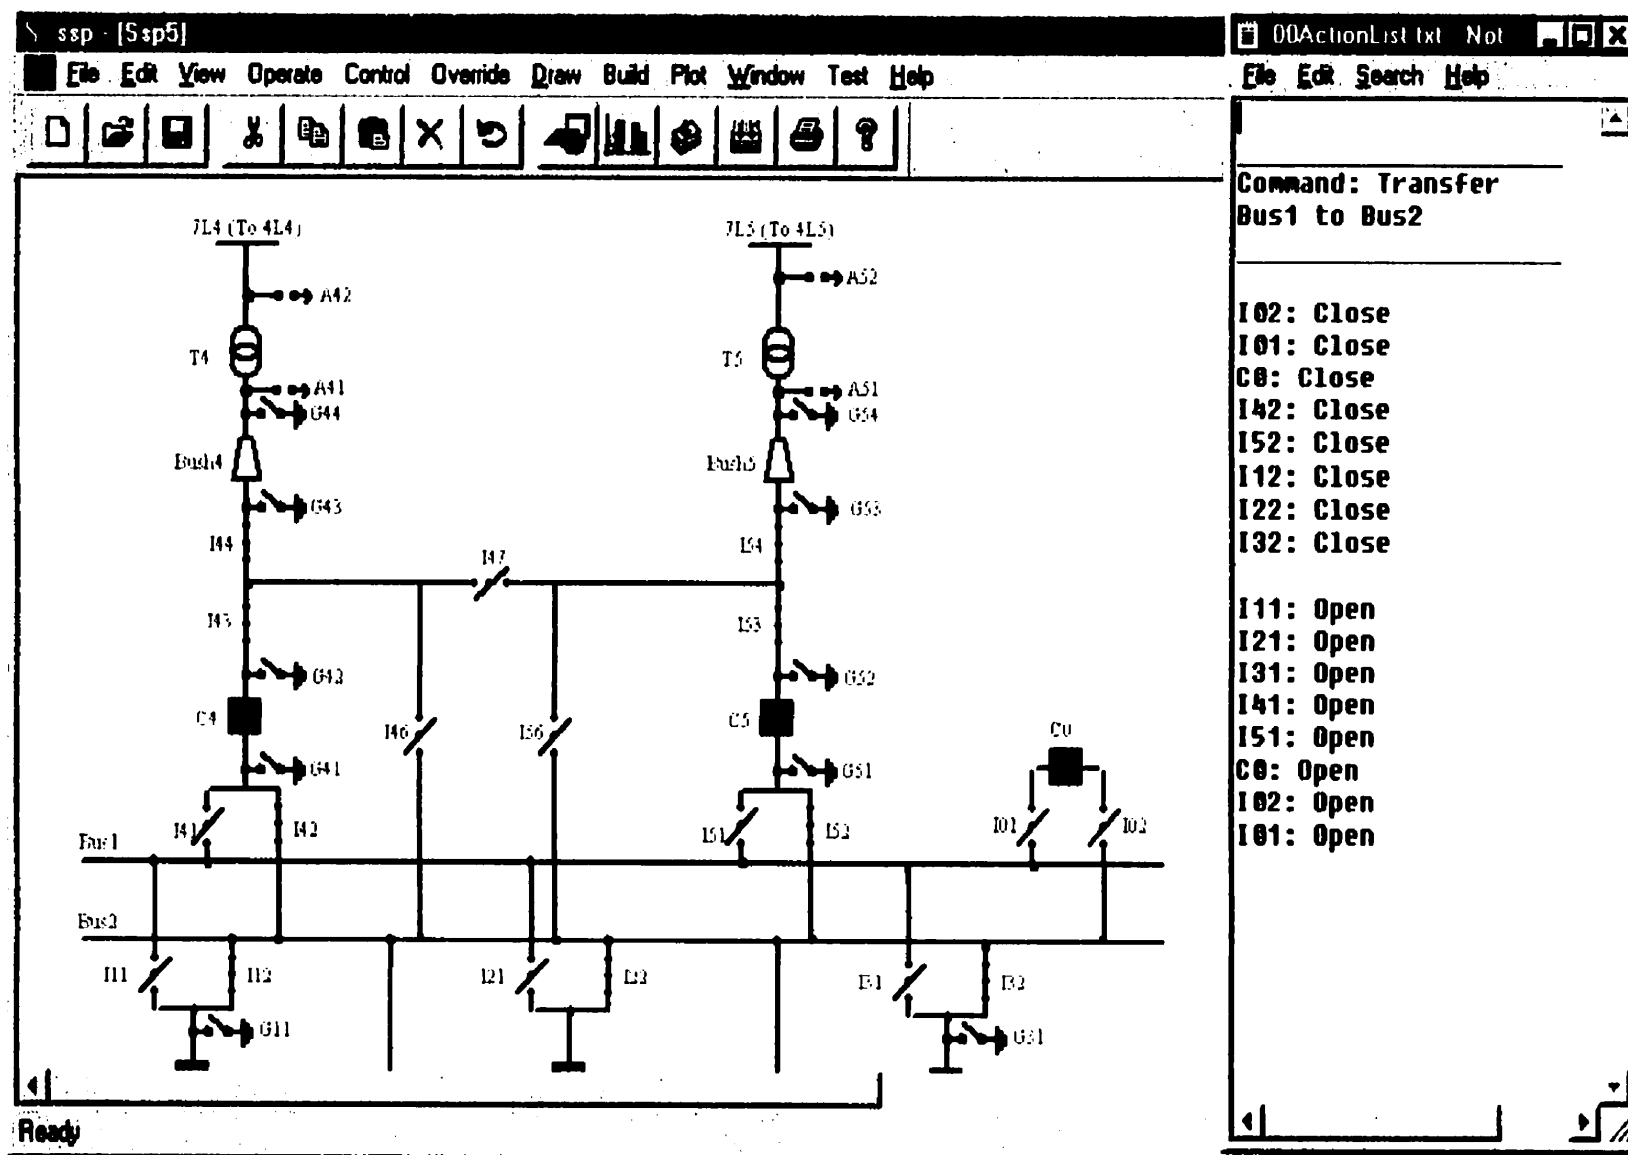 ssp - [Ssp5]
File Edit View Operate Control Override Draw Build Plot Window Test Help
7L4 (To 4L4)
7L5 (To 4L5)
A42
A52
T4
T5
A41
A51
G44
G54
Bush4
Bush5
G43
G53
I44
I54
I47
I43
I53
G42
G52
C4
I46
I56
C5
C0
G41
G51
I41
I42
I51
I52
I01
I02
Bus1
Bus2
I11
I12
I21
I22
I31
I32
G11
G31
Ready
00ActionList.txt Not
File Edit Search Help
Command: Transfer
Bus1 to Bus2
I02: Close
I01: Close
C0: Close
I42: Close
I52: Close
I12: Close
I22: Close
I32: Close
I11: Open
I21: Open
I31: Open
I41: Open
I51: Open
C0: Open
I02: Open
I01: Open